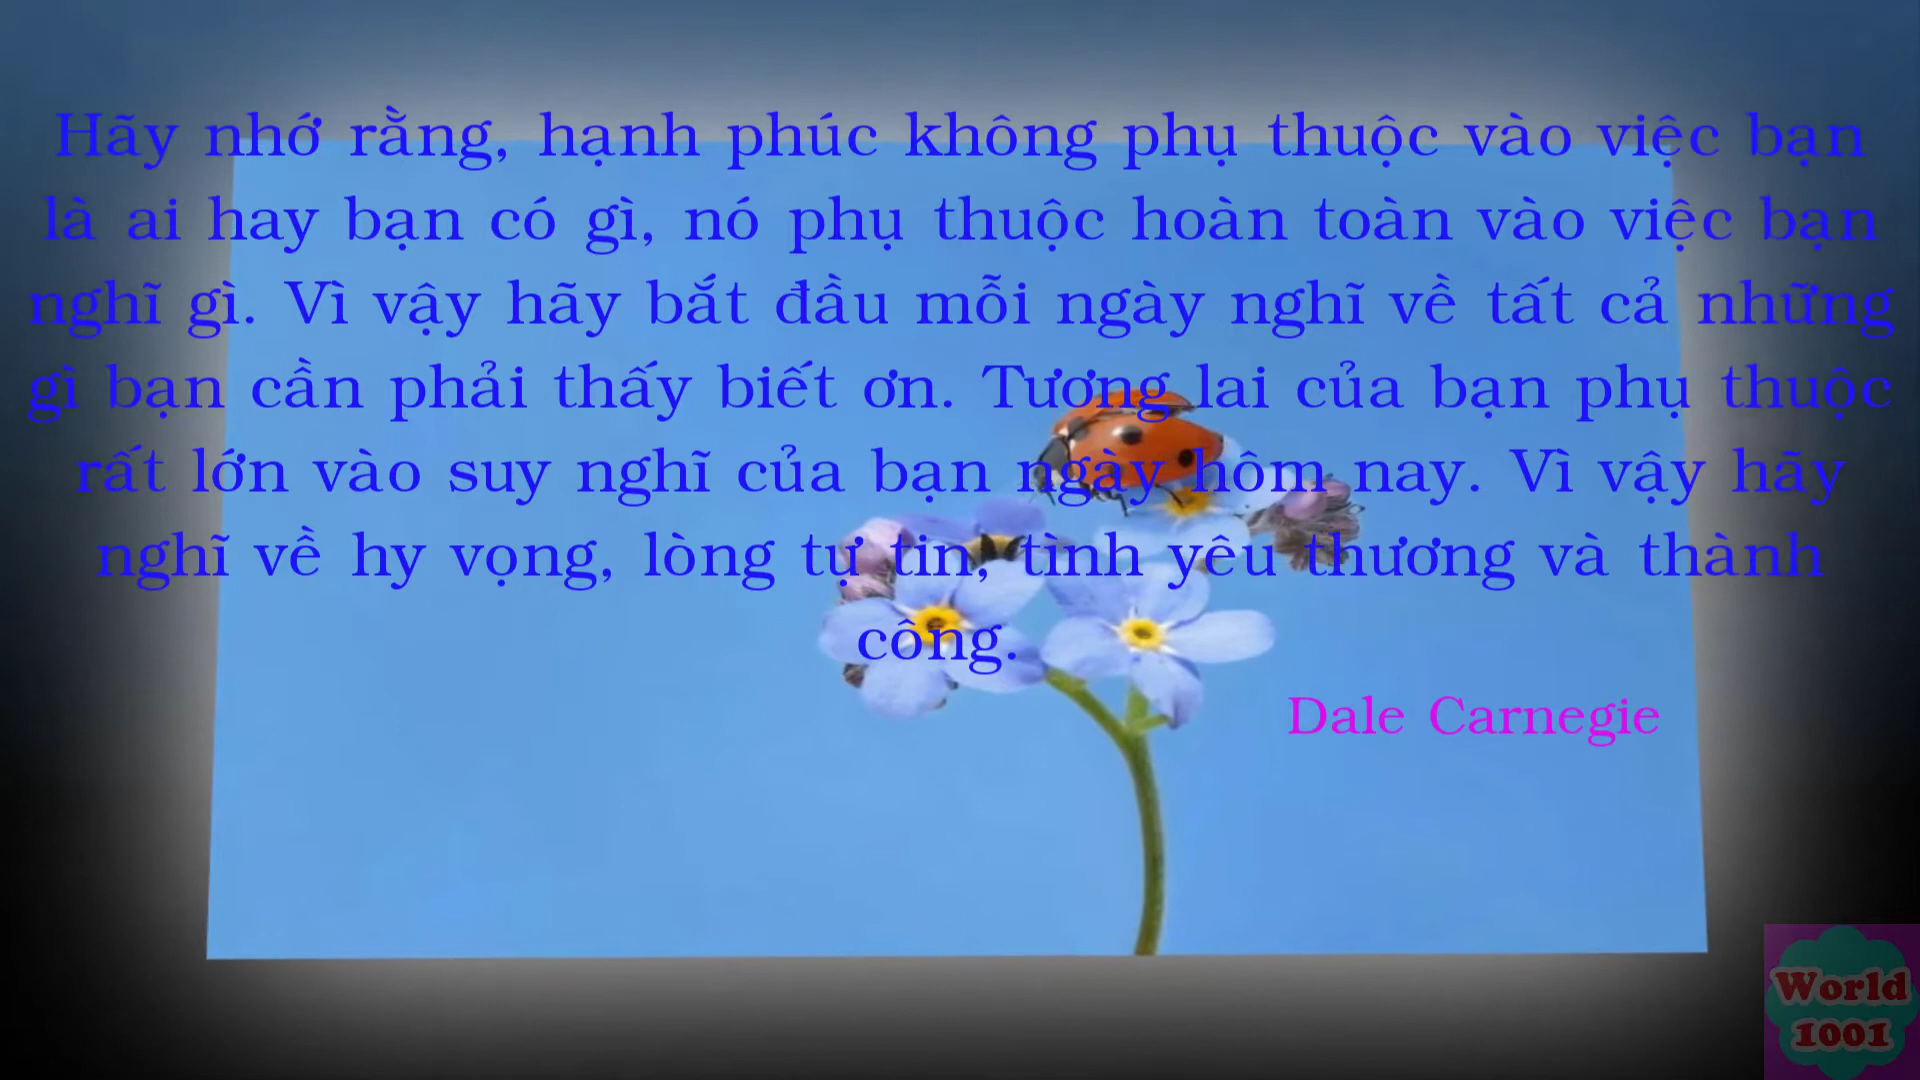 Hãy nhớ rằng, hạnh phúc không phụ thuộc vào việc bạn
là ai hay bạn có gì, nó phụ thuộc hoàn toàn vào việc bạn
nghĩ gì. Vì vậy hãy bắt đầu mỗi ngày nghĩ về tất cả những
gì bạn cần phải thấy biết ơn. Tương lai của bạn phụ thuộc
rất lớn vào suy nghĩ của bạn ngày hôm nay. Vì vậy hãy
nghĩ về hy vọng, lòng tự tin, tình yêu thương và thành
công.
Dale Carnegie
World
1001